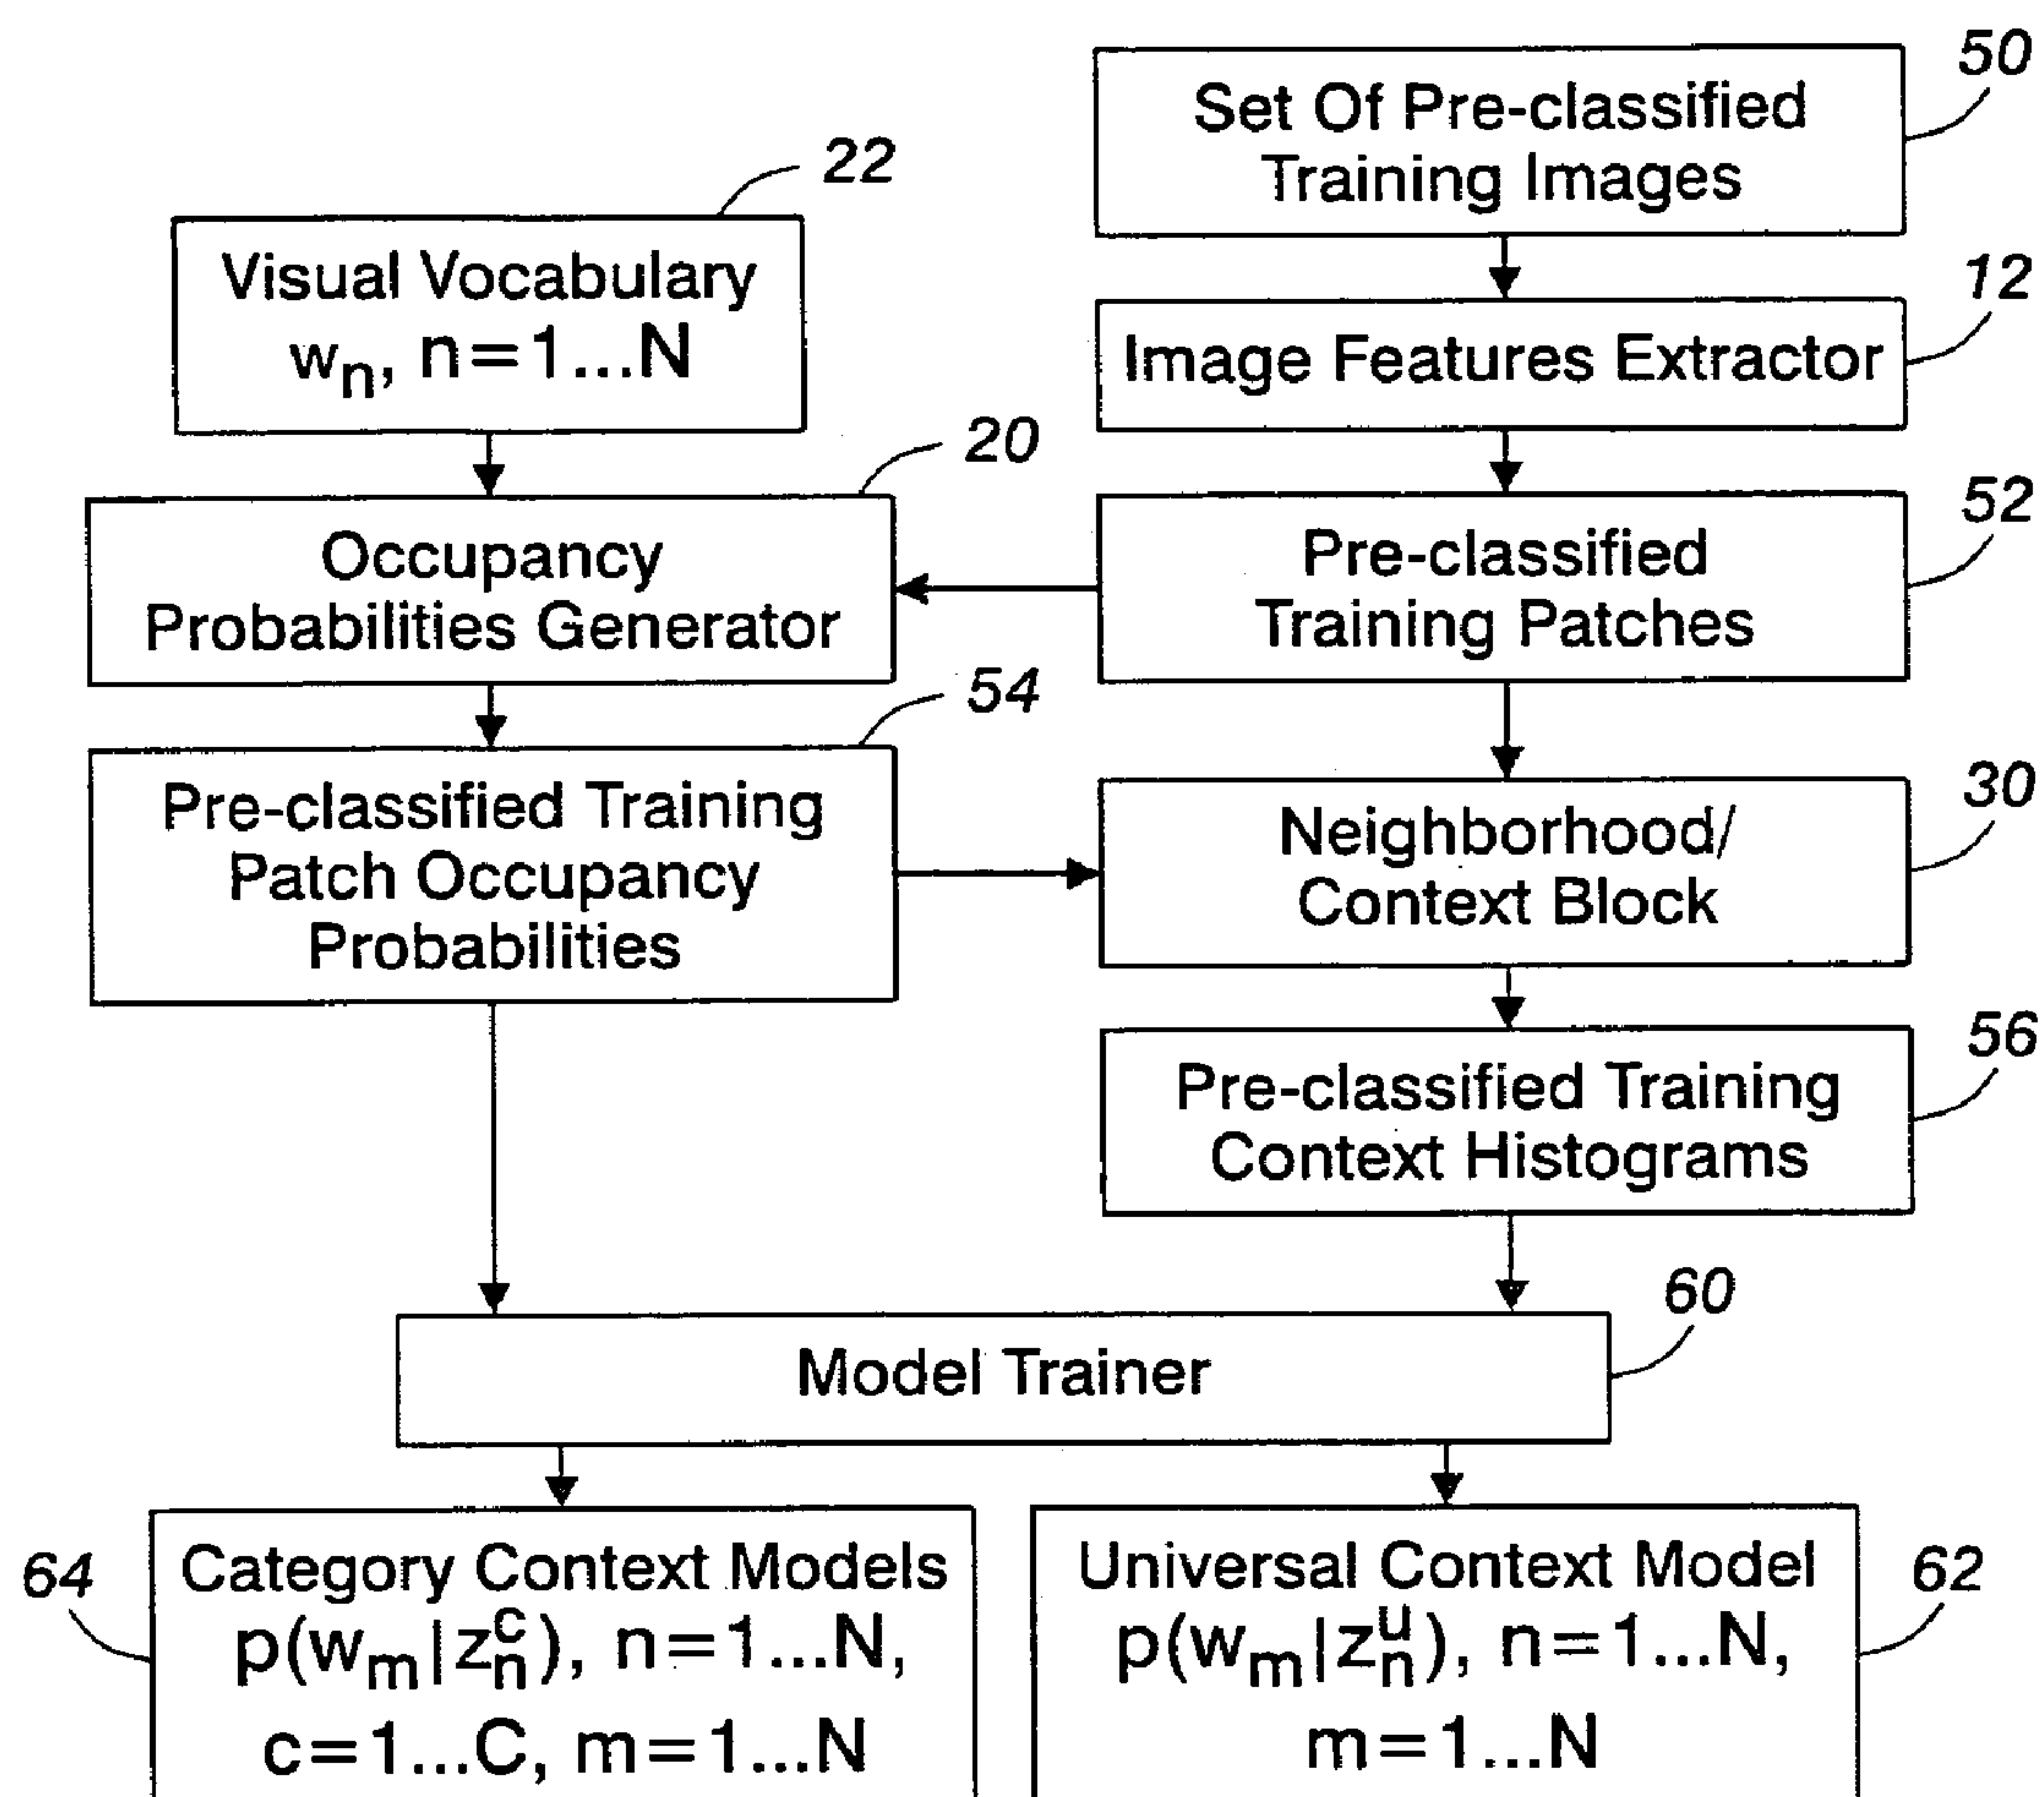 50
Set Of Pre-classified
Training Images
22
Visual Vocabulary
wn, n=1...N
12
Image Features Extractor
20
Occupancy
Probabilities Generator
52
Pre-classified
Training Patches
54
Pre-classified Training
Patch Occupancy
Probabilities
30
Neighborhood/
Context Block
56
Pre-classified Training
Context Histograms
60
Model Trainer
64
Category Context Models
p(wm|znc), n=1...N,
c=1...C, m=1...N
Universal Context Model
p(wm|znu), n=1...N,
m=1...N
62